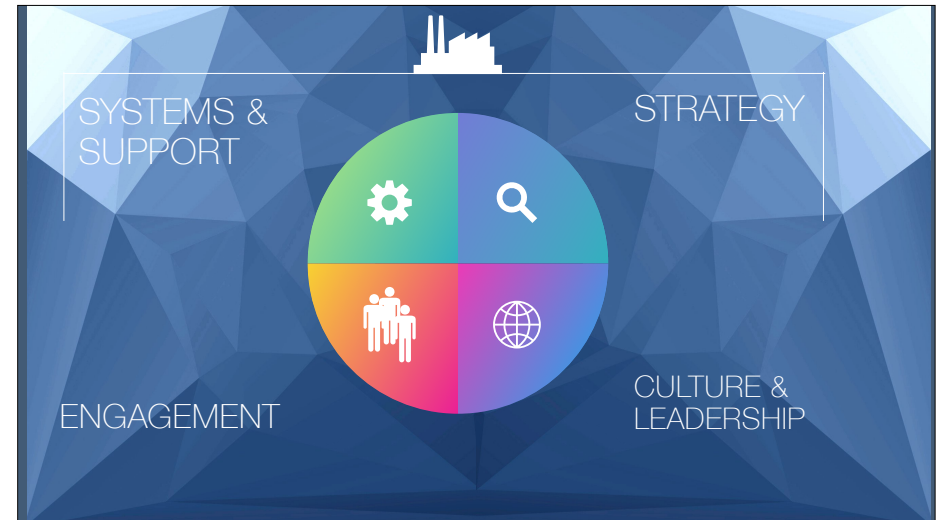 SYSTEMS &
SUPPORT
STRATEGY
ENGAGEMENT
CULTURE &
LEADERSHIP